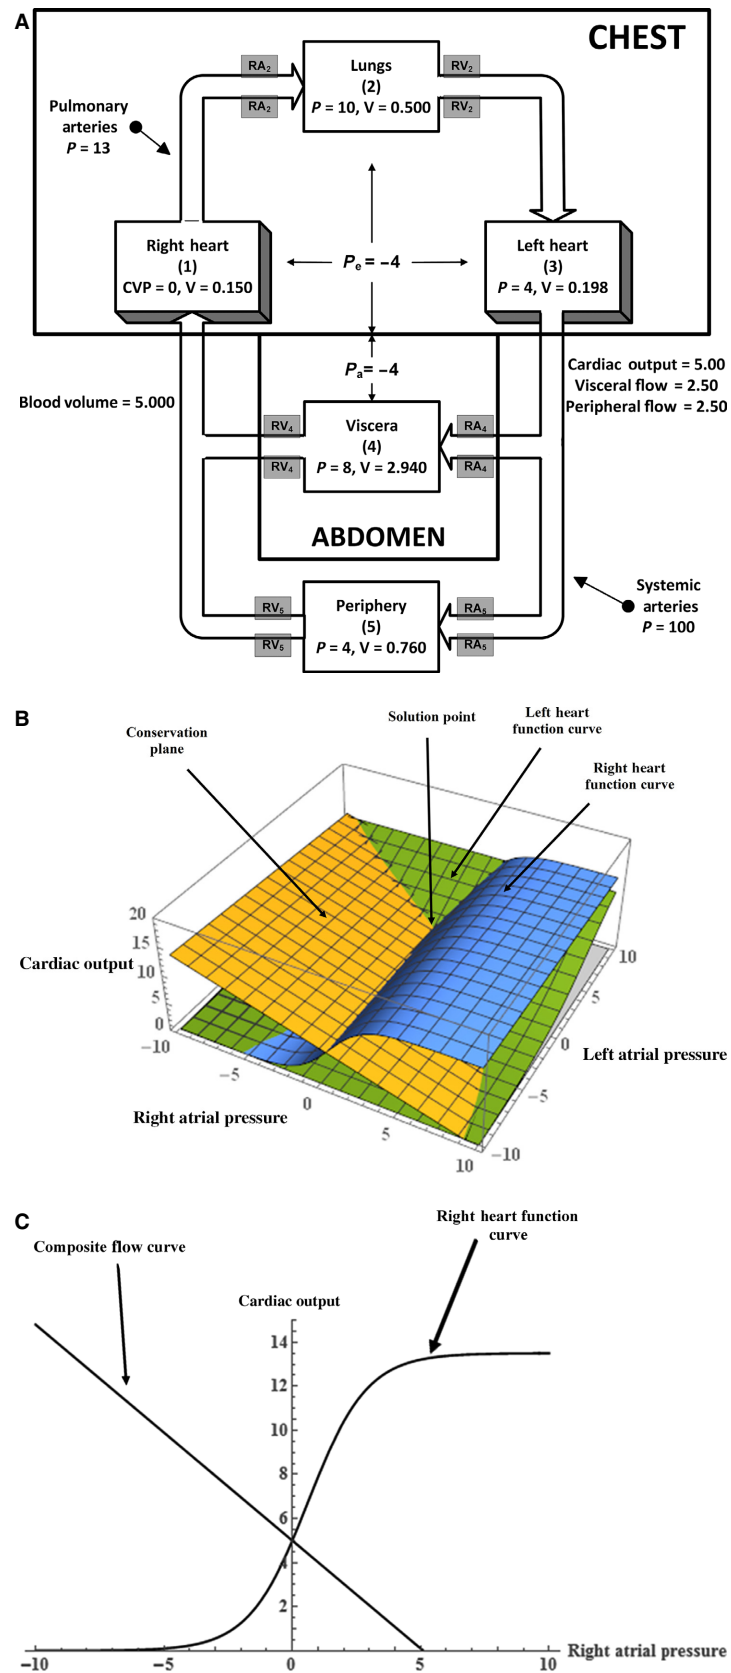 A
CHEST
RA2
RV2
RA2
RV2
Lungs
(2)
P = 10, V = 0.500
Pulmonary
arteries
P = 13
Right heart
(1)
CVP = 0, V = 0.150
Pe = −4
Left heart
(3)
P = 4, V = 0.198
Pa = −4
Cardiac output = 5.00
Visceral flow = 2.50
Peripheral flow = 2.50
Blood volume = 5.000
RV4
RA4
RV4
RA4
Viscera
(4)
P = 8, V = 2.940
ABDOMEN
RV5
RA5
RV5
RA5
Periphery
(5)
P = 4, V = 0.760
Systemic
arteries
P = 100
B
Conservation
plane
Solution point
Left heart
function curve
Right heart
function curve
20
15
10
5
0
Cardiac output
−10
−5
0
5
10
Right atrial pressure
10
5
0
−5
−10
Left atrial pressure
C
Composite flow curve
Right heart function
curve
Cardiac output
14
12
10
8
6
4
2
−10
−5
0
5
10
Right atrial pressure